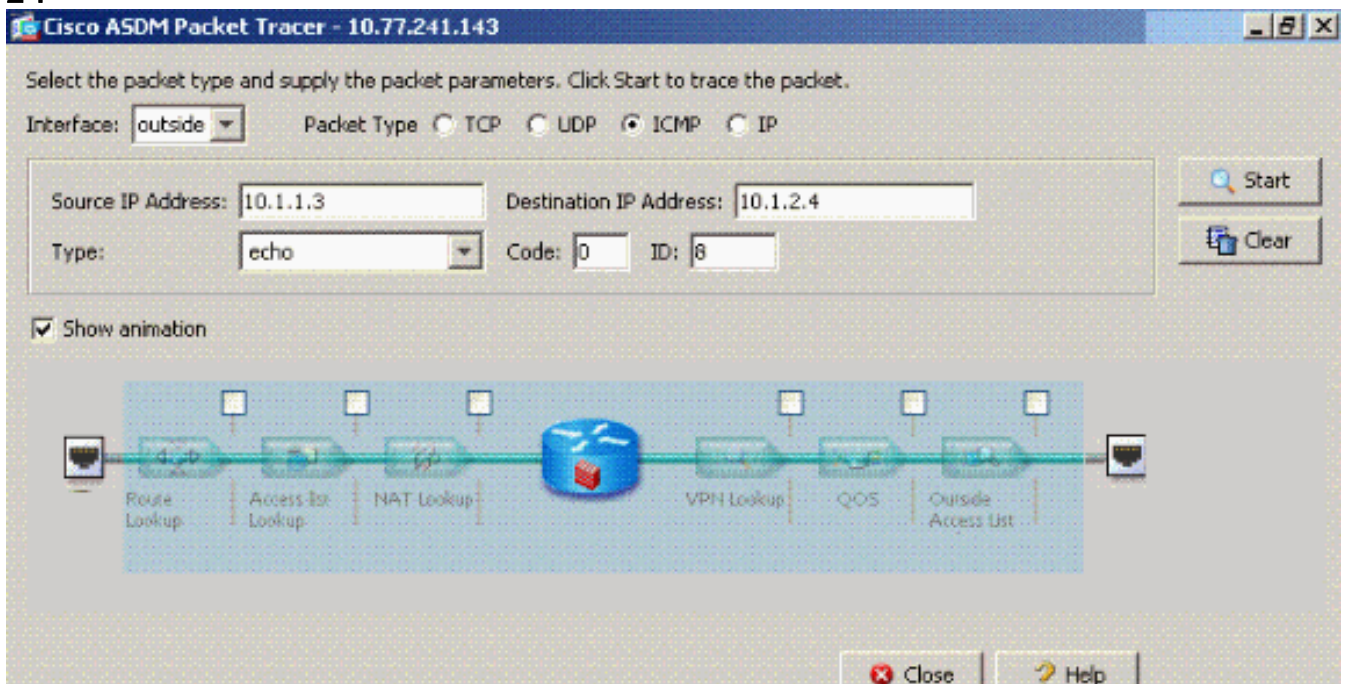 Cisco ASDM Packet Tracer - 10.77.241.143
Select the packet type and supply the packet parameters. Click Start to trace the packet.
Interface: outside Packet Type TCP UDP ICMP IP
Source IP Address: 10.1.1.3 Destination IP Address: 10.1.2.4 Start
Type: echo Code: 0 ID: 8 Clear
Show animation
Route Lookup
Access list Lookup
NAT Lookup
VPN Lookup
QOS
Outside Access List
Close Help